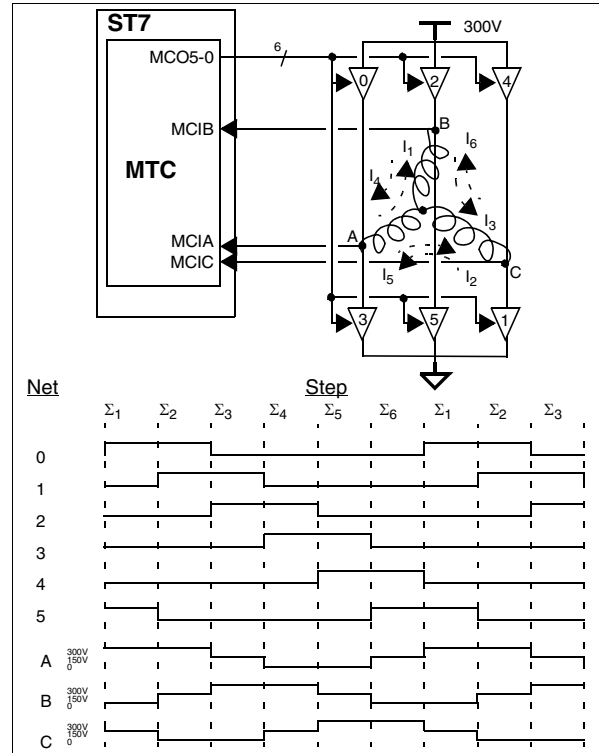 ST7
300V
MCO5-0
6
0
2
4
MCIB
B
I1
I6
MTC
I4
I3
MCIA
A
MCIC
C
I5
I2
3
5
1
Net
Step
Σ1 Σ2 Σ3 Σ4 Σ5 Σ6 Σ1 Σ2 Σ3
0
1
2
3
4
5
A 300V 150V 0
B 300V 150V 0
C 300V 150V 0